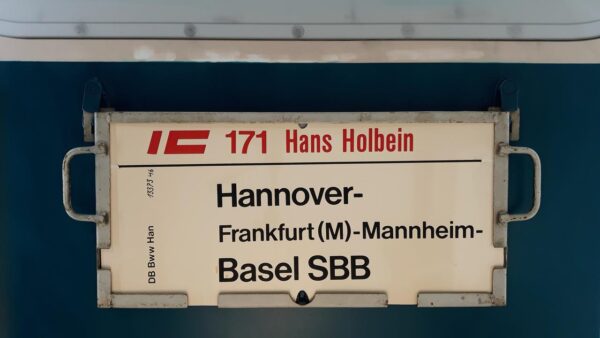 IC 171 Hans Holbein
Hannover-
Frankfurt (M)-Mannheim-
Basel SBB
DB Bww Han